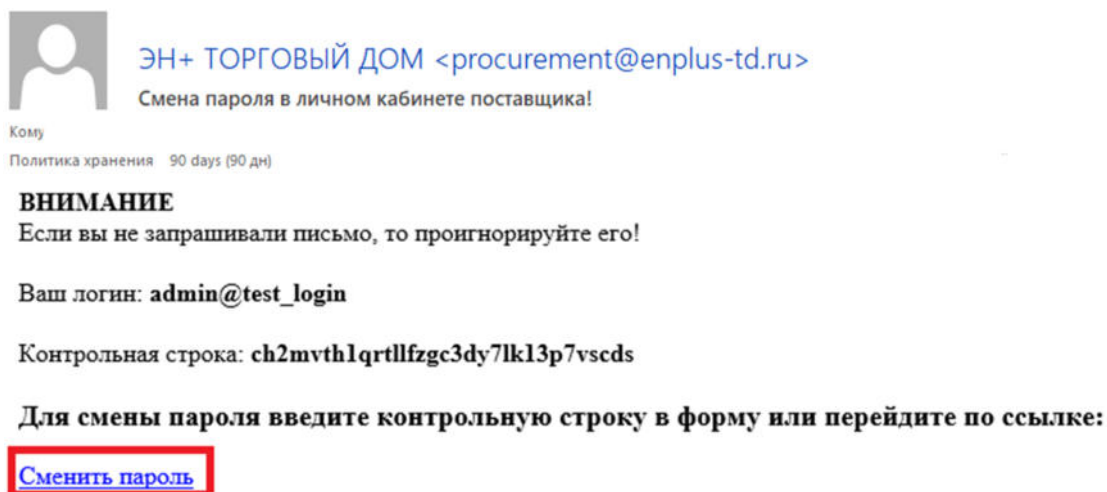 ЭН+ ТОРГОВЫЙ ДОМ <procurement@enplus-td.ru>
Смена пароля в личном кабинете поставщика!
Кому
Политика хранения 90 days (90 дн)
ВНИМАНИЕ
Если вы не запрашивали письмо, то проигнорируйте его!
Ваш логин: admin@test_login
Контрольная строка: ch2mvth1qrtllfzgc3dy7lk13p7vscds
Для смены пароля введите контрольную строку в форму или перейдите по ссылке:
Сменить пароль